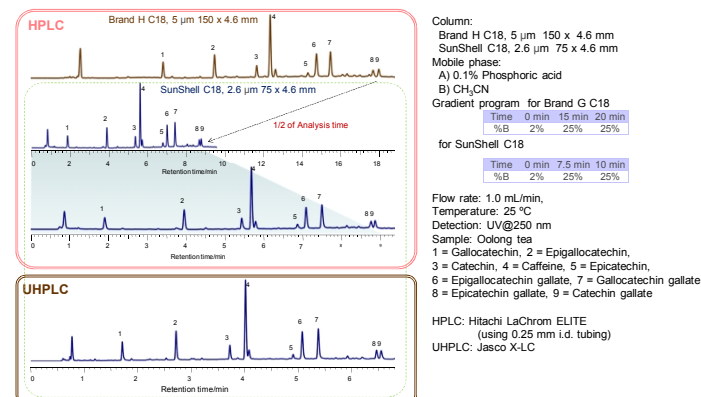 HPLC
Brand H C18, 5 μm 150 x 4.6 mm
1 2 3 4 5 6 7 8 9
SunShell C18, 2.6 μm 75 x 4.6 mm
1/2 of Analysis time
1 2 3 4 5 6 7 8 9
0 2 4 6 8 10 12 14 16 18
Retention time/min
1 2 3 4 5 6 7 8 9
0 1 3 4 5 6 7
Retention time/min
UHPLC
1 2 3 4 5 6 7 8 9
0 1 2 3 4 5 6
Retention time/min
Column:
Brand H C18, 5 μm 150 x 4.6 mm
SunShell C18, 2.6 μm 75 x 4.6 mm
Mobile phase:
A) 0.1% Phosphoric acid
B) CH3CN
Gradient program for Brand G C18
Time 0 min 15 min 20 min
%B 2% 25% 25%
for SunShell C18
Time 0 min 7.5 min 10 min
%B 2% 25% 25%
Flow rate: 1.0 mL/min,
Temperature: 25 ºC
Detection: UV@250 nm
Sample: Oolong tea
1 = Gallocatechin, 2 = Epigallocatechin,
3 = Catechin, 4 = Caffeine, 5 = Epicatechin,
6 = Epigallocatechin gallate, 7 = Gallocatechin gallate
8 = Epicatechin gallate, 9 = Catechin gallate
HPLC: Hitachi LaChrom ELITE
(using 0.25 mm i.d. tubing)
UHPLC: Jasco X-LC